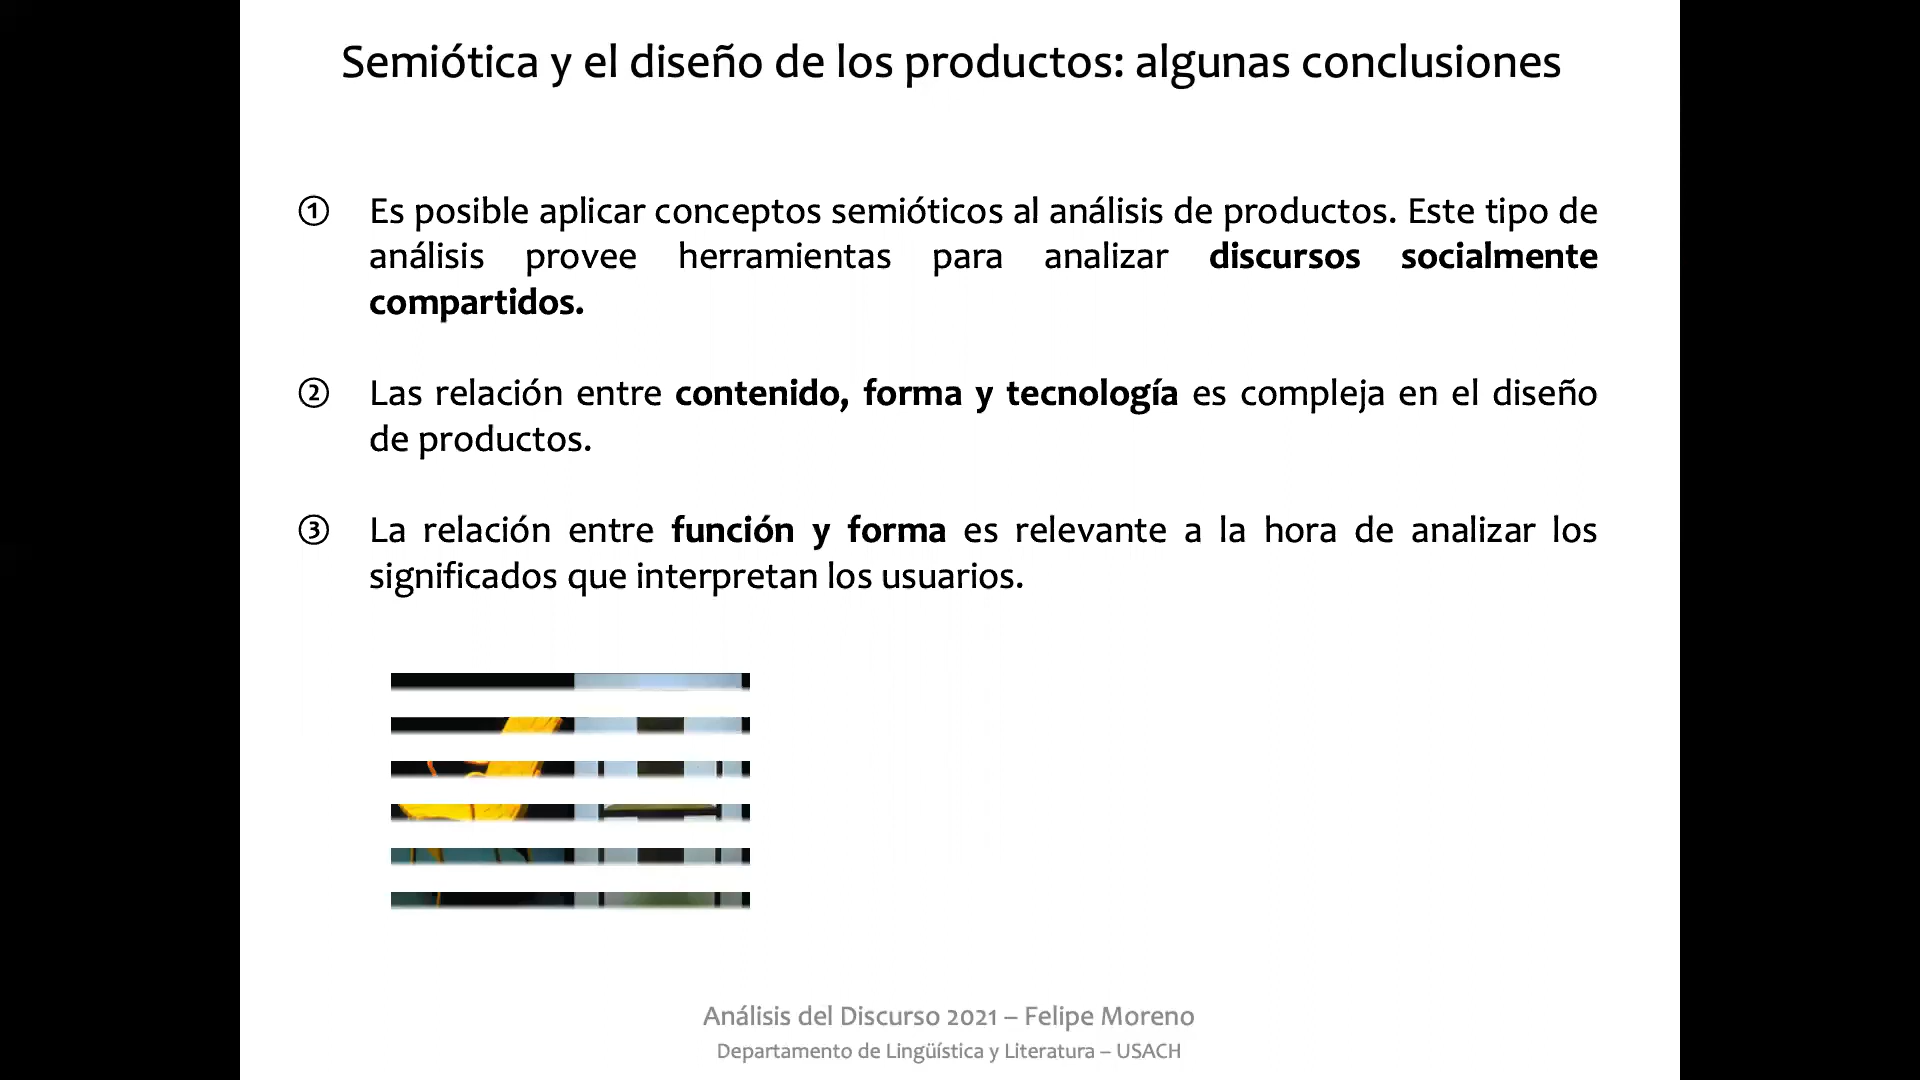 Semiótica y el diseño de los productos: algunas conclusiones
① Es posible aplicar conceptos semióticos al análisis de productos. Este tipo de
análisis provee herramientas para analizar discursos socialmente
compartidos.
② Las relación entre contenido, forma y tecnología es compleja en el diseño
de productos.
③ La relación entre función y forma es relevante a la hora de analizar los
significados que interpretan los usuarios.
Análisis del Discurso 2021 – Felipe Moreno
Departamento de Lingüística y Literatura – USACH